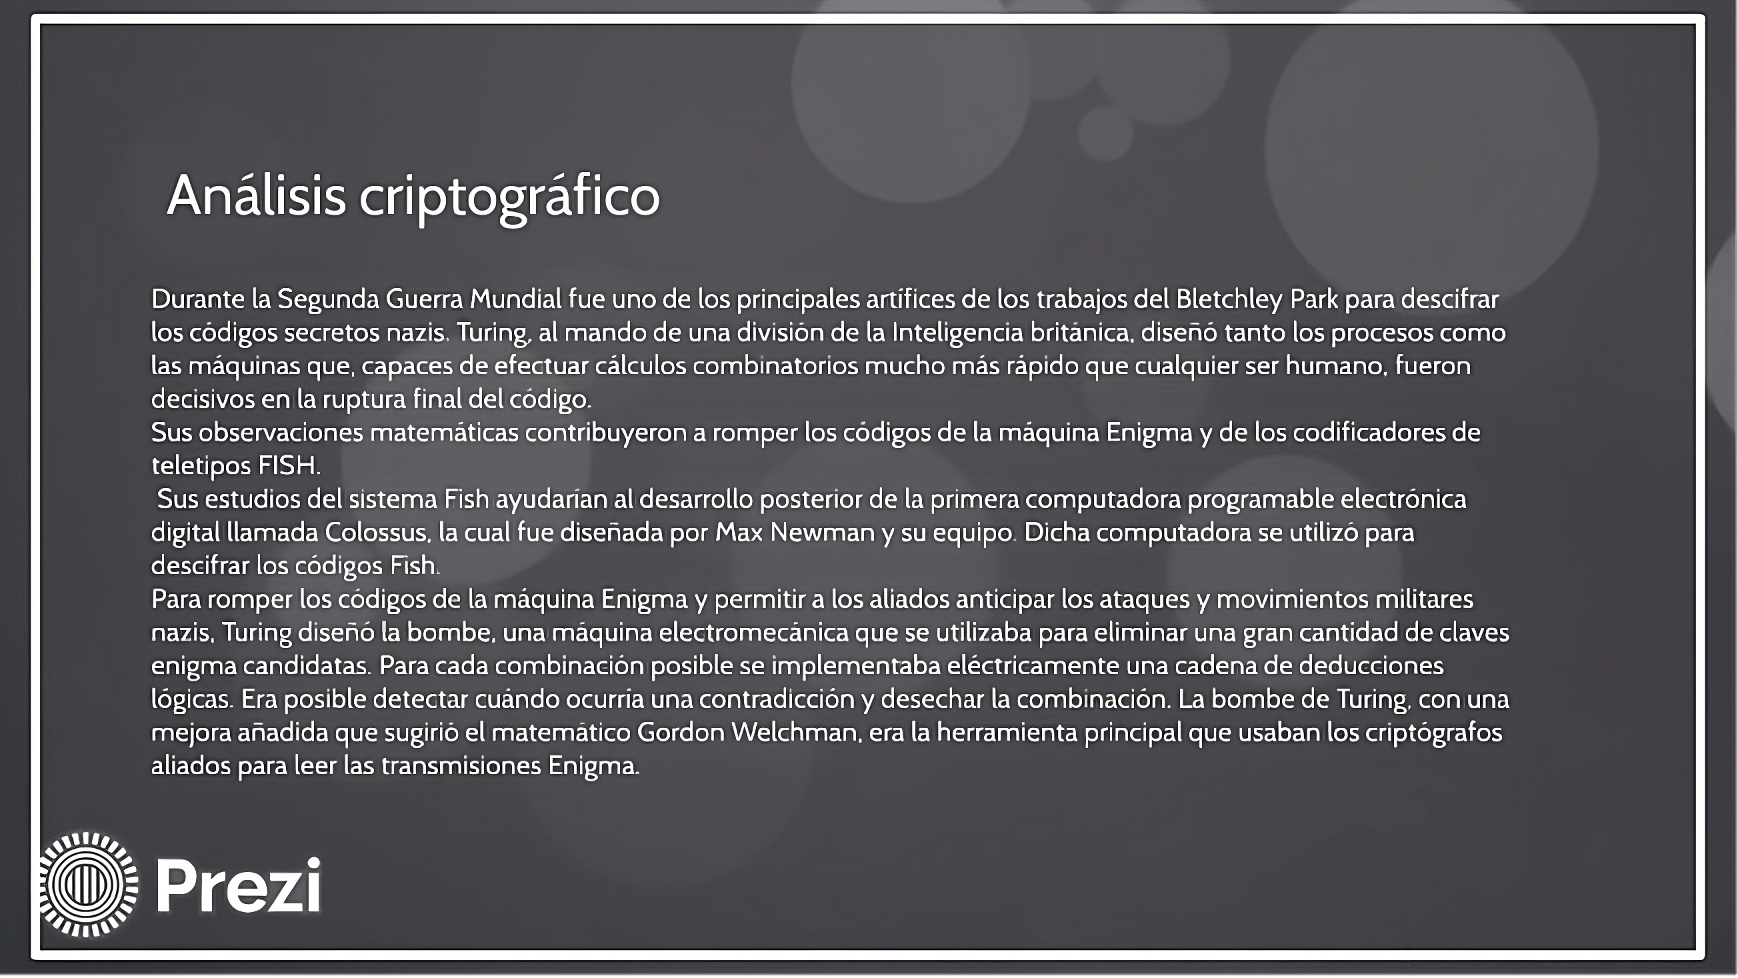 Análisis criptográfico
Durante la Segunda Guerra Mundial fue uno de los principales artífices de los trabajos del Bletchley Park para descifrar
los códigos secretos nazis. Turing, al mando de una división de la Inteligencia británica, diseñó tanto los procesos como
las máquinas que, capaces de efectuar cálculos combinatorios mucho más rápido que cualquier ser humano, fueron
decisivos en la ruptura final del código.
Sus observaciones matemáticas contribuyeron a romper los códigos de la máquina Enigma y de los codificadores de
teletipos FISH.
Sus estudios del sistema Fish ayudarían al desarrollo posterior de la primera computadora programable electrónica
digital llamada Colossus, la cual fue diseñada por Max Newman y su equipo. Dicha computadora se utilizó para
descifrar los códigos Fish.
Para romper los códigos de la máquina Enigma y permitir a los aliados anticipar los ataques y movimientos militares
nazis, Turing diseñó la bombe, una máquina electromecánica que se utilizaba para eliminar una gran cantidad de claves
enigma candidatas. Para cada combinación posible se implementaba eléctricamente una cadena de deducciones
lógicas. Era posible detectar cuándo ocurría una contradicción y desechar la combinación. La bombe de Turing, con una
mejora añadida que sugirió el matemático Gordon Welchman, era la herramienta principal que usaban los criptógrafos
aliados para leer las transmisiones Enigma.
Prezi